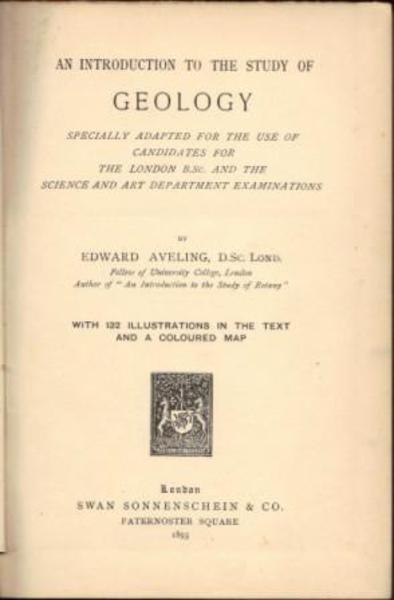 AN INTRODUCTION TO THE STUDY OF
GEOLOGY
SPECIALLY ADAPTED FOR THE USE OF
CANDIDATES FOR
THE LONDON B.Sc. AND THE
SCIENCE AND ART DEPARTMENT EXAMINATIONS
BY
EDWARD AVELING, D.Sc. LOND.
Fellow of University College, London
Author of "An Introduction to the Study of Botany"
WITH 132 ILLUSTRATIONS IN THE TEXT
AND A COLOURED MAP
London
SWAN SONNENSCHEIN & CO.
PATERNOSTER SQUARE
1893